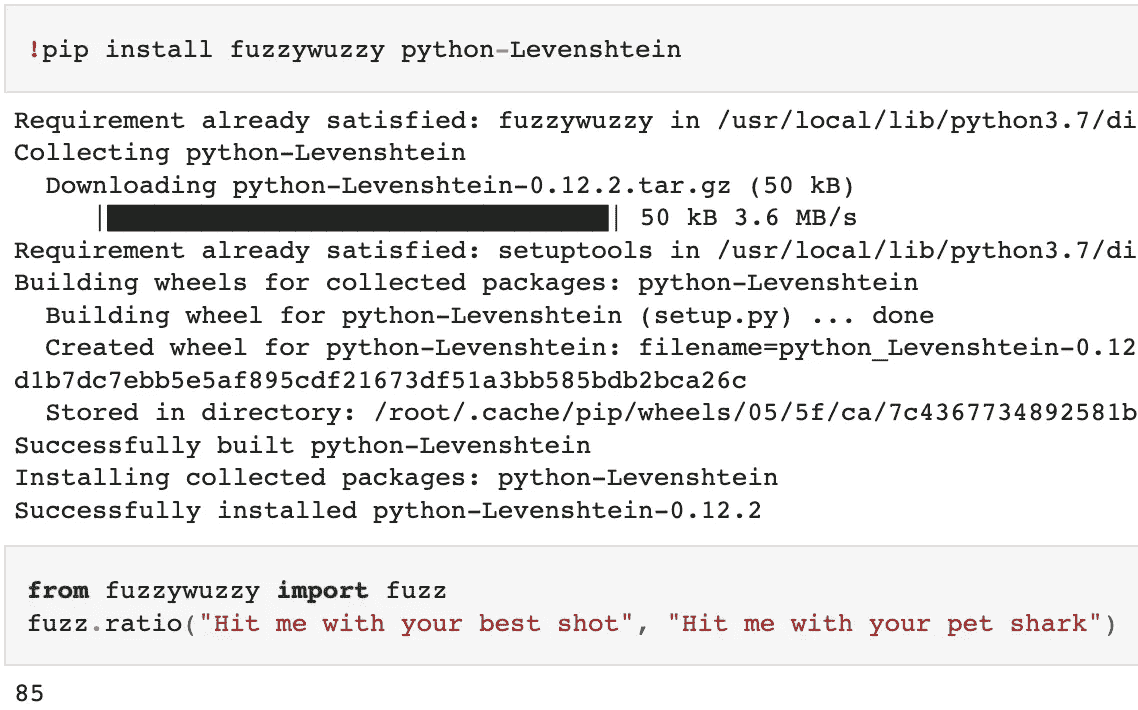 !pip install fuzzywuzzy python-Levenshtein
Requirement already satisfied: fuzzywuzzy in /usr/local/lib/python3.7/di
Collecting python-Levenshtein
  Downloading python-Levenshtein-0.12.2.tar.gz (50 kB)
     |████████████████████████████████| 50 kB 3.6 MB/s
Requirement already satisfied: setuptools in /usr/local/lib/python3.7/di
Building wheels for collected packages: python-Levenshtein
  Building wheel for python-Levenshtein (setup.py) ... done
  Created wheel for python-Levenshtein: filename=python_Levenshtein-0.12
d1b7dc7ebb5e5af895cdf21673df51a3bb585bdb2bca26c
  Stored in directory: /root/.cache/pip/wheels/05/5f/ca/7c4367734892581b
Successfully built python-Levenshtein
Installing collected packages: python-Levenshtein
Successfully installed python-Levenshtein-0.12.2
from fuzzywuzzy import fuzz
fuzz.ratio("Hit me with your best shot", "Hit me with your pet shark")
85